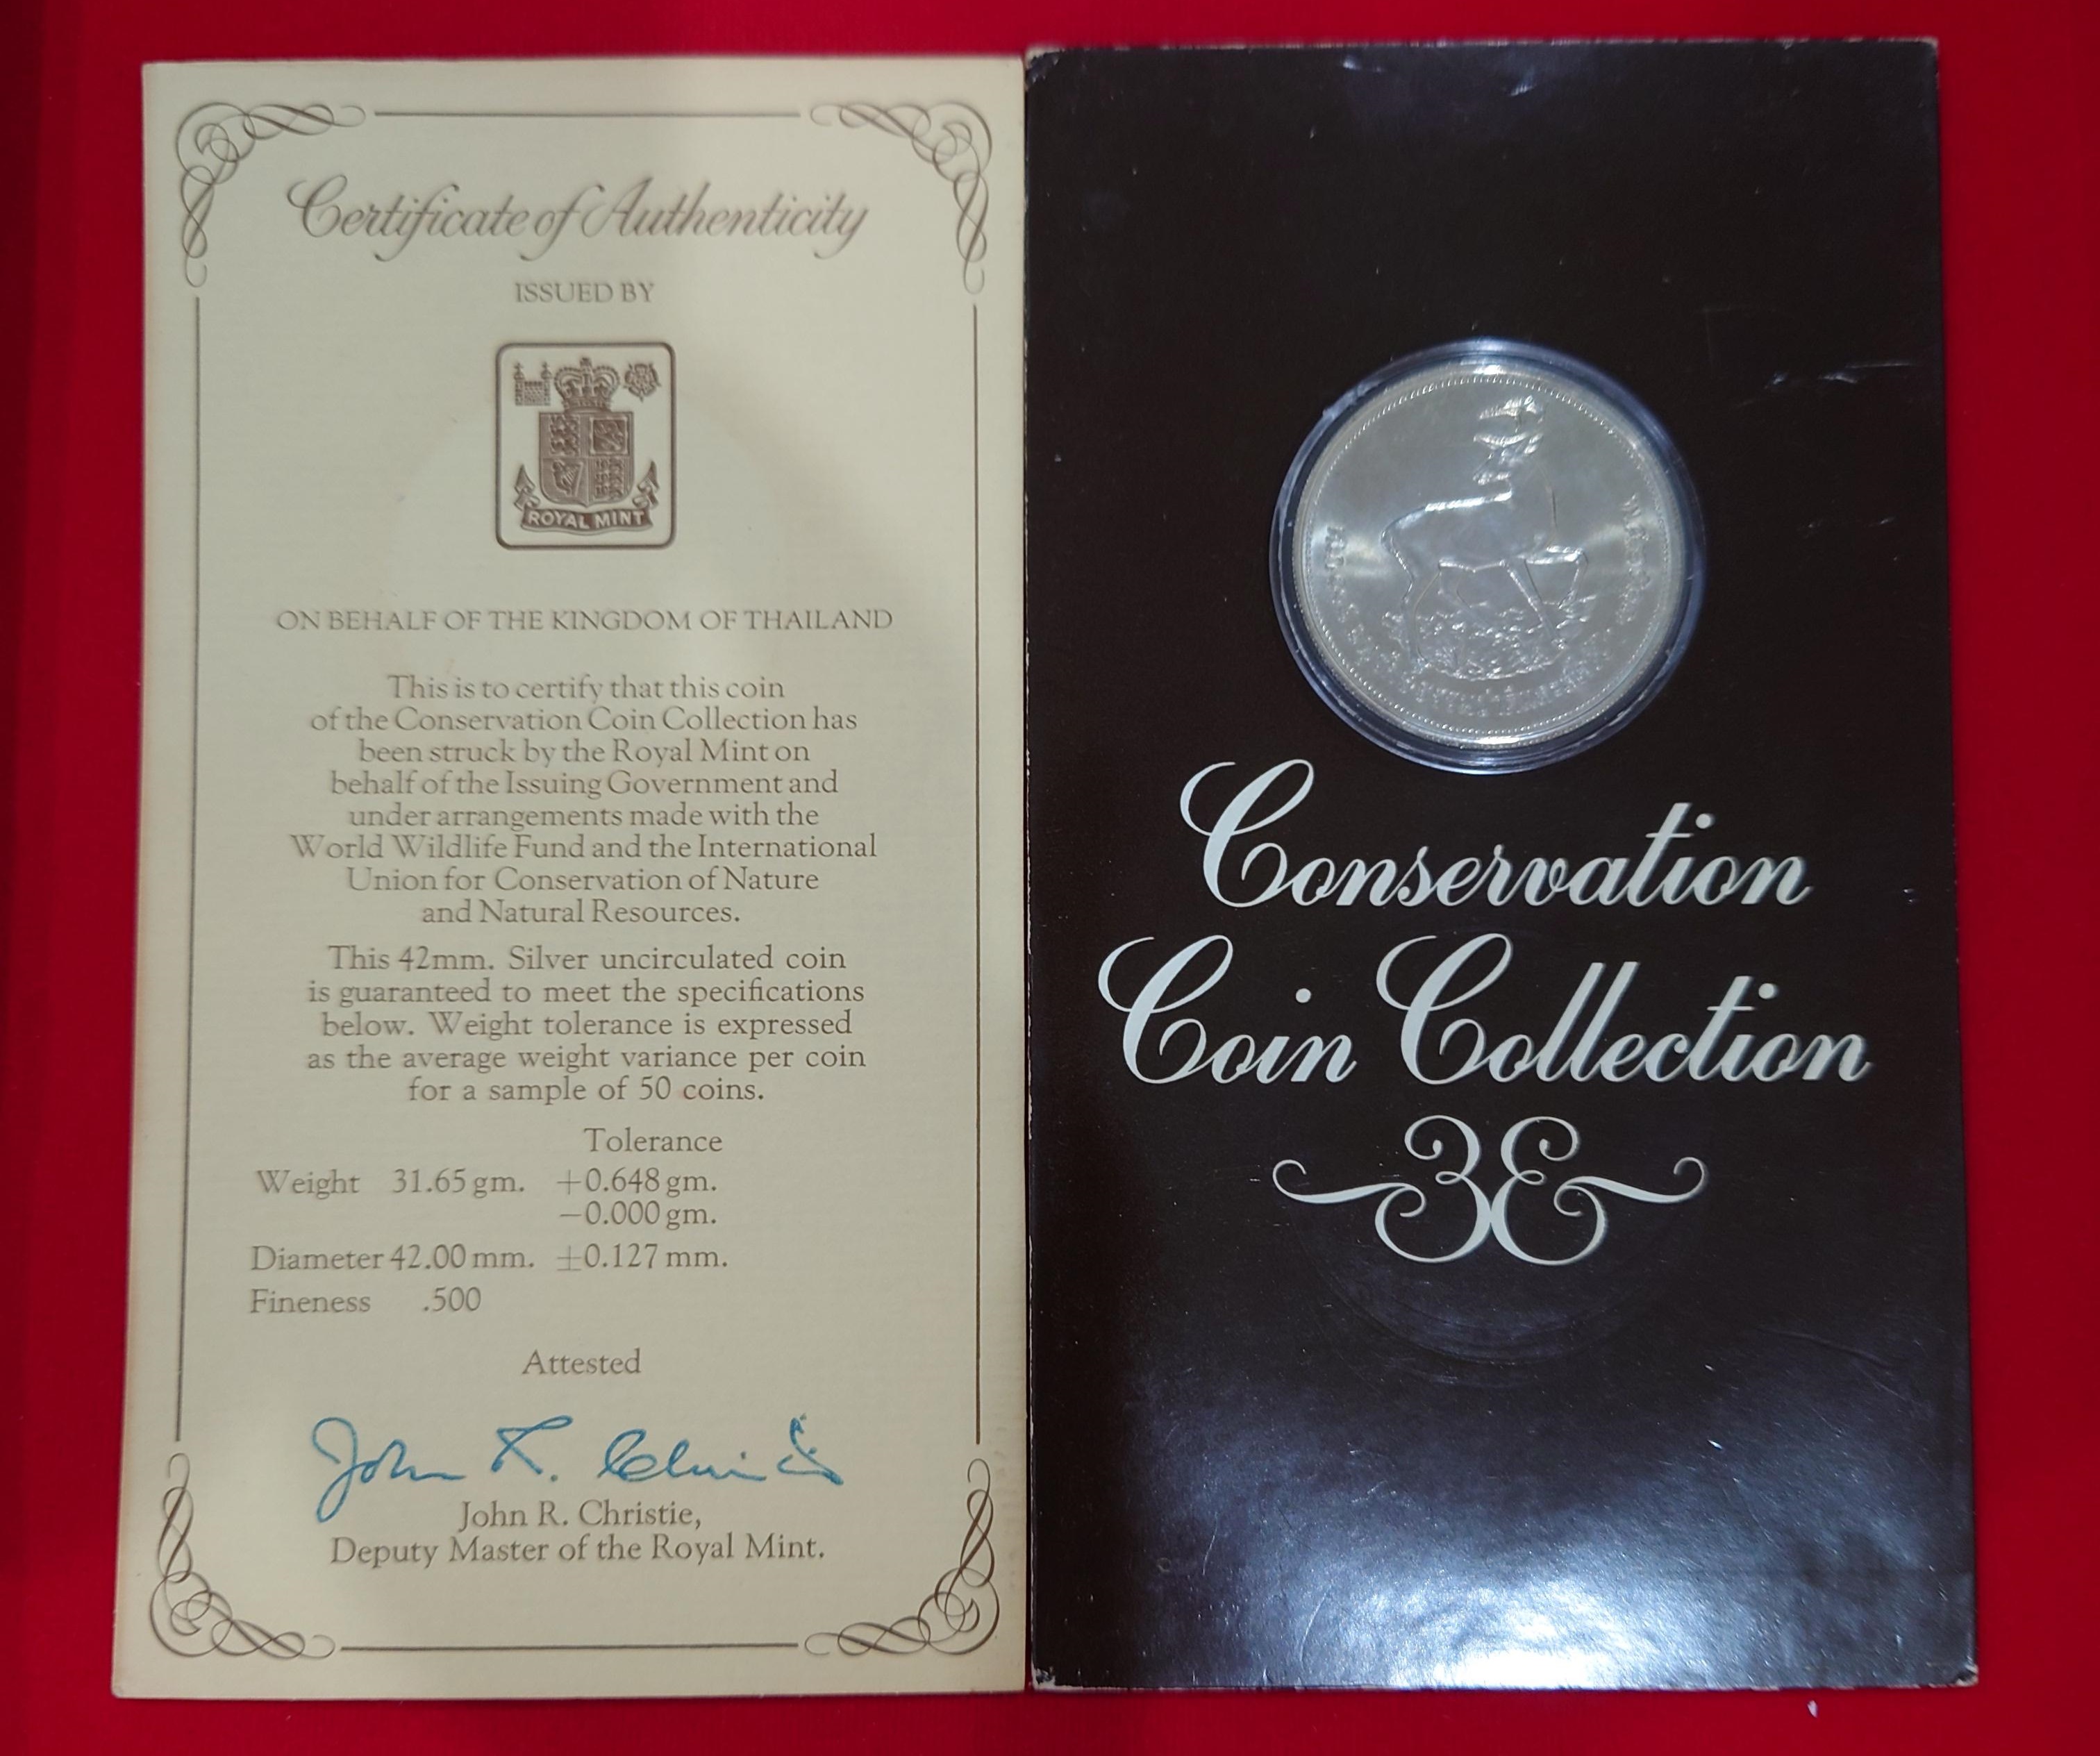 Certificate of Authenticity
ISSUED BY
ROYAL MINT
ON BEHALF OF THE KINGDOM OF THAILAND
This is to certify that this coin
of the Conservation Coin Collection has
been struck by the Royal Mint on
behalf of the Issuing Government and
under arrangements made with the
World Wildlife Fund and the International
Union for Conservation of Nature
and Natural Resources.
This 42mm. Silver uncirculated coin
is guaranteed to meet the specifications
below. Weight tolerance is expressed
as the average weight variance per coin
for a sample of 50 coins.
Tolerance
Weight 31.65 gm. +0.648 gm.
−0.000 gm.
Diameter 42.00 mm. ±0.127 mm.
Fineness .500
Attested
John R. Christie
John R. Christie,
Deputy Master of the Royal Mint.
Conservation
Coin Collection